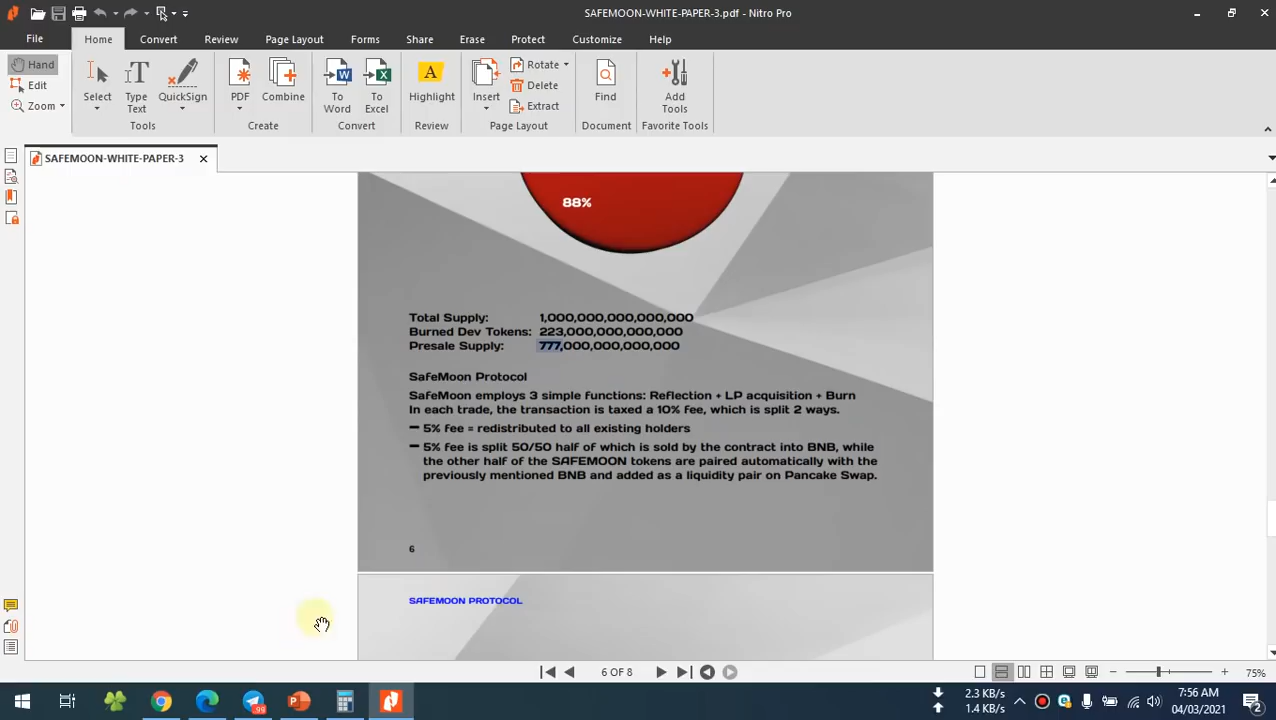 SAFEMOON-WHITE-PAPER-3.pdf - Nitro Pro
File Home Convert Review Page Layout Forms Share Erase Protect Customize Help
Hand
Edit
Zoom
Select
Type Text
QuickSign
Tools
PDF
Combine
Create
To Word
To Excel
Convert
Highlight
Review
Insert
Rotate
Delete
Extract
Page Layout
Find
Document
Add Tools
Favorite Tools
SAFEMOON-WHITE-PAPER-3
88%
Total Supply: 1,000,000,000,000,000
Burned Dev Tokens: 223,000,000,000,000
Presale Supply: 777,000,000,000,000
SafeMoon Protocol
SafeMoon employs 3 simple functions: Reflection + LP acquisition + Burn
In each trade, the transaction is taxed a 10% fee, which is split 2 ways.
– 5% fee = redistributed to all existing holders
– 5% fee is split 50/50 half of which is sold by the contract into BNB, while
the other half of the SAFEMOON tokens are paired automatically with the
previously mentioned BNB and added as a liquidity pair on Pancake Swap.
6
SAFEMOON PROTOCOL
6 OF 8
75%
99
2.3 KB/s
1.4 KB/s
7:56 AM
04/03/2021
2